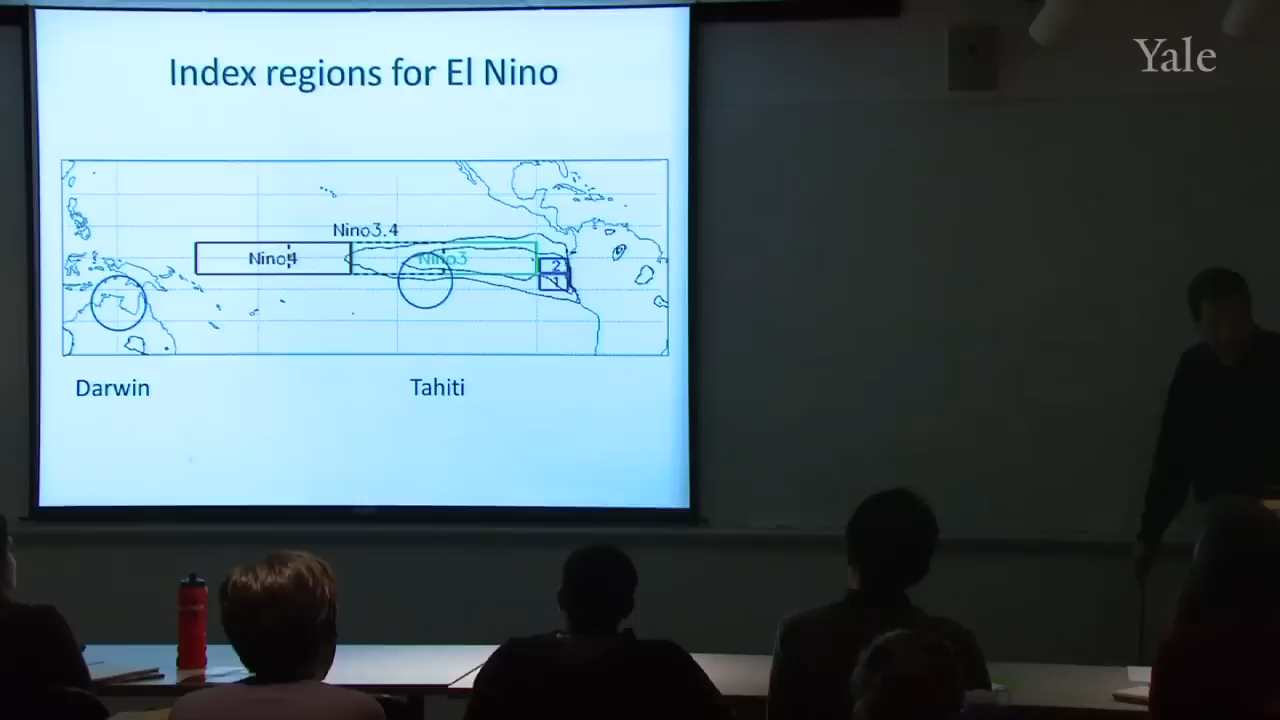 Yale
Index regions for El Nino
Nino3.4
Nino4
Nino3
2
1
Darwin
Tahiti